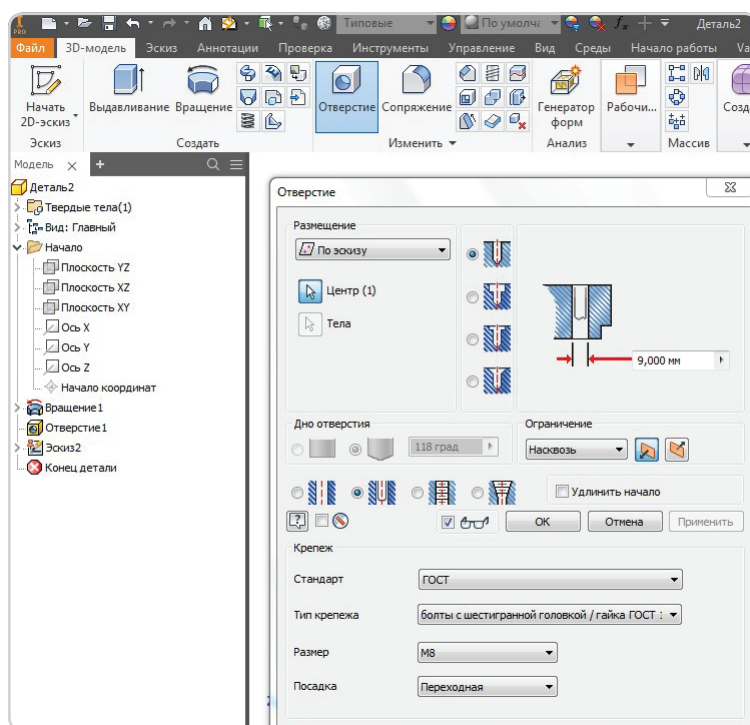 PRO
Типовые
По умолча
Деталь2
Файл 3D-модель Эскиз Аннотации Проверка Инструменты Управление Вид Среды Начало работы
Начать
2D-эскиз
Выдавливание
Вращение
Отверстие
Сопряжение
Генератор
форм
Рабочи...
Эскиз
Создать
Изменить
Анализ
Массив
Модель
Деталь2
Твердые тела(1)
Вид: Главный
Начало
Плоскость YZ
Плоскость XZ
Плоскость XY
Ось X
Ось Y
Ось Z
Начало координат
Вращение1
Отверстие1
Эскиз2
Конец детали
Отверстие
Размещение
По эскизу
Центр (1)
Тела
9,000 мм
Дно отверстия
118 град
Ограничение
Насквозь
Удлинить начало
ОК
Отмена
Применить
Крепеж
Стандарт
ГОСТ
Тип крепежа
болты с шестигранной головкой / гайка ГОСТ
Размер
M8
Посадка
Переходная